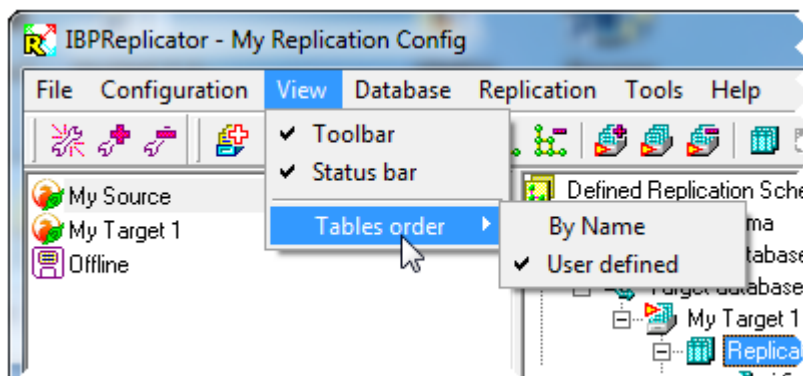 IBPReplicator - My Replication Config
File Configuration View Database Replication Tools Help
Toolbar
Status bar
Tables order
By Name
User defined
My Source
My Target 1
Offline
Defined Replication Sche
ma
tabase
Target database
My Target 1
Replica